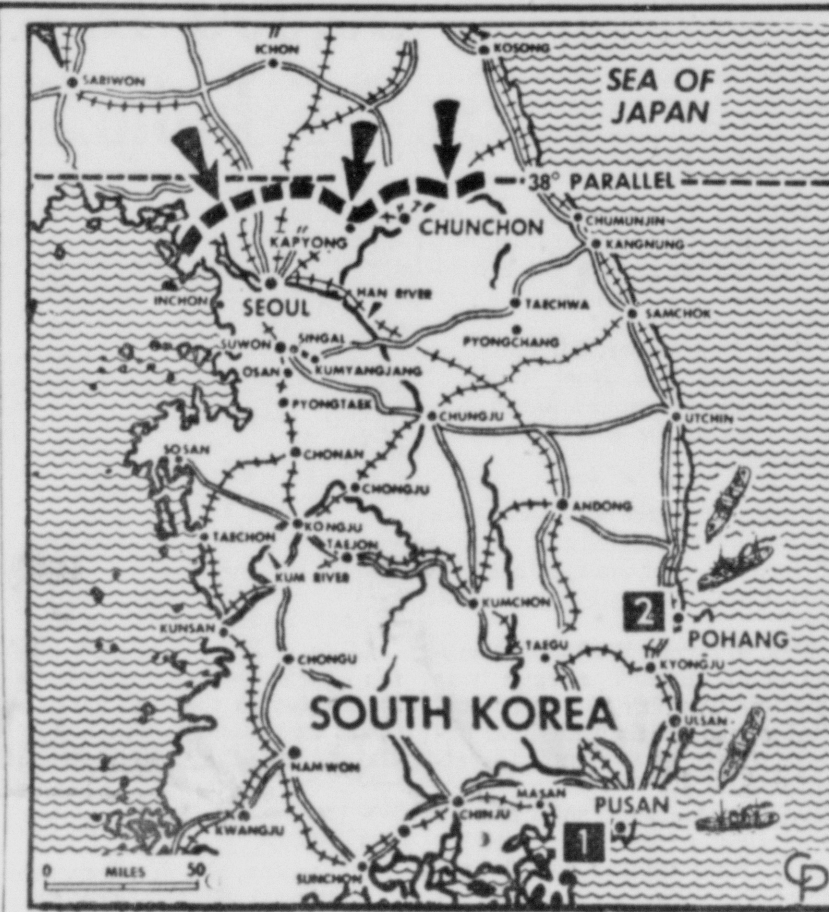 ICHON
KOSONG
SARIWON
SEA OF
JAPAN
38° PARALLEL
CHUMUNJIN
CHUNCHON
KAPYONG
KANGNUNG
HAN RIVER
INCHON
SEOUL
TAECHWA
SAMCHOK
SUWON
SINGAL
PYONGCHANG
OSAN
KUMYANGJANG
PYONGTAEK
CHUNGJU
UTCHIN
SOSAN
CHONAN
CHONGJU
ANDONG
TAECHON
KONGJU
TAEJON
KUM RIVER
KUMCHON
2
KUNSAN
POHANG
TAEGU
CHONGU
KYONGJU
SOUTH KOREA
ULSAN
NAMWON
MASAN
PUSAN
CHINJU
KWANGJU
1
0 MILES 50
SUNCHON
CP